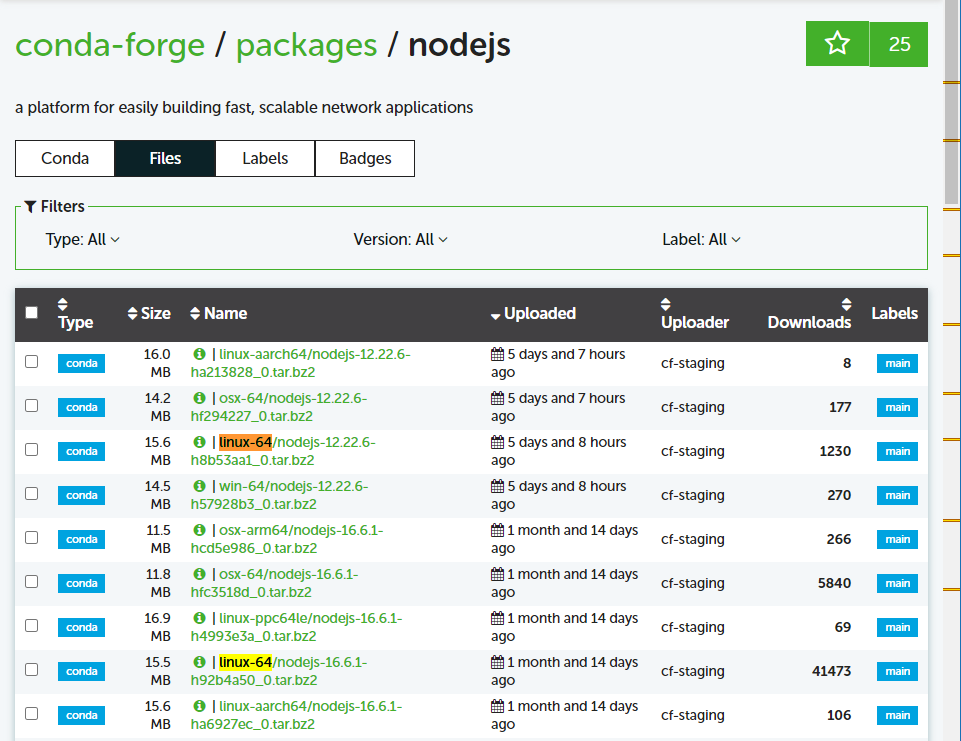 conda-forge / packages / nodejs
25
a platform for easily building fast, scalable network applications
Conda Files Labels Badges
Filters
Type: All Version: All Label: All
Type Size Name Uploaded Uploader Downloads Labels
conda 16.0 MB | linux-aarch64/nodejs-12.22.6-ha213828_0.tar.bz2 5 days and 7 hours ago cf-staging 8 main
conda 14.2 MB | osx-64/nodejs-12.22.6-hf294227_0.tar.bz2 5 days and 7 hours ago cf-staging 177 main
conda 15.6 MB | linux-64/nodejs-12.22.6-h8b53aa1_0.tar.bz2 5 days and 8 hours ago cf-staging 1230 main
conda 14.5 MB | win-64/nodejs-12.22.6-h57928b3_0.tar.bz2 5 days and 8 hours ago cf-staging 270 main
conda 11.5 MB | osx-arm64/nodejs-16.6.1-hcd5e986_0.tar.bz2 1 month and 14 days ago cf-staging 266 main
conda 11.8 MB | osx-64/nodejs-16.6.1-hfc3518d_0.tar.bz2 1 month and 14 days ago cf-staging 5840 main
conda 16.9 MB | linux-ppc64le/nodejs-16.6.1-h4993e3a_0.tar.bz2 1 month and 14 days ago cf-staging 69 main
conda 15.5 MB | linux-64/nodejs-16.6.1-h92b4a50_0.tar.bz2 1 month and 14 days ago cf-staging 41473 main
conda 15.6 MB | linux-aarch64/nodejs-16.6.1-ha6927ec_0.tar.bz2 1 month and 14 days ago cf-staging 106 main